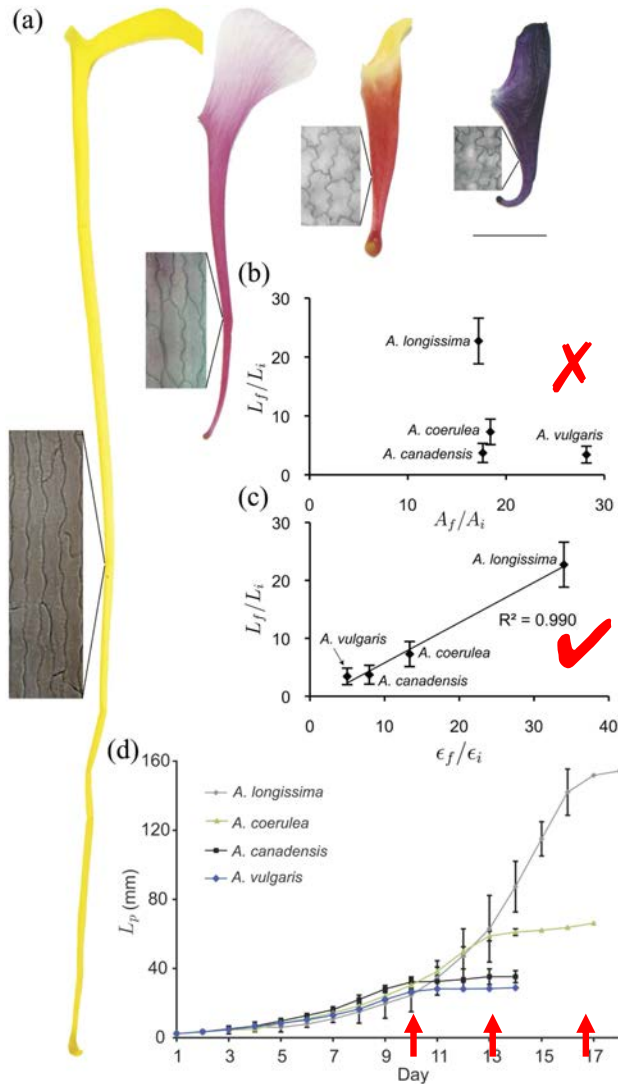 (a)
(b)
30
20
10
0
L_f/L_i
A. longissima
A. coerulea
A. canadensis
A. vulgaris
10 20 30
A_f/A_i
(c)
30
20
10
0
L_f/L_i
A. longissima
R² = 0.990
A. vulgaris
A. coerulea
A. canadensis
0 10 20 30 40
ϵ_f/ϵ_i
(d)
160
120
80
40
0
L_p (mm)
A. longissima
A. coerulea
A. canadensis
A. vulgaris
1 3 5 7 9 11 13 15 17
Day